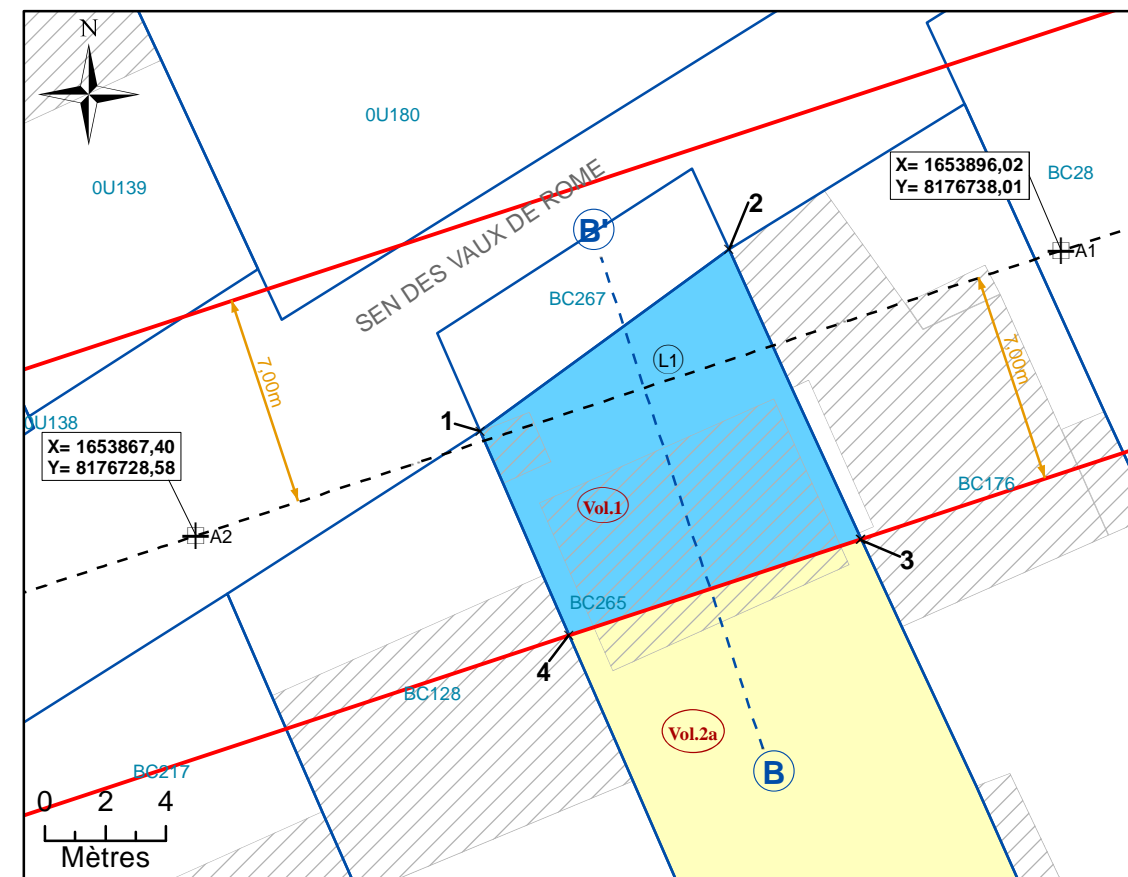 N
0U180
0U139
SEN DES VAUX DE ROME
X= 1653896,02
Y= 8176738,01
BC28
2
B'
A1
BC267
7,00m
L1
7,00m
0U138
1
X= 1653867,40
Y= 8176728,58
BC176
Vol.1
A2
3
BC265
4
BC128
Vol.2a
BC217
B
0 2 4
Mètres